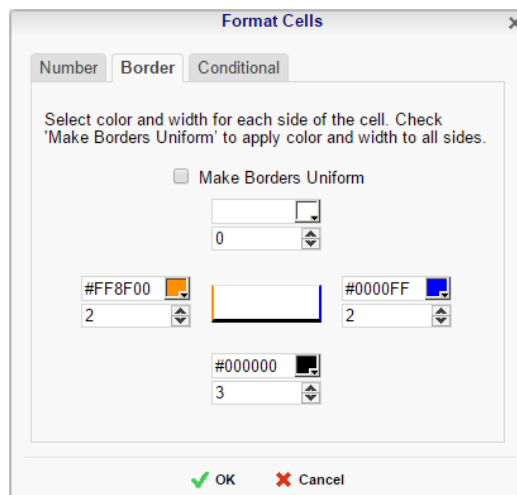 Format Cells
Number Border Conditional
Select color and width for each side of the cell. Check
'Make Borders Uniform' to apply color and width to all sides.
Make Borders Uniform
0
#FF8F00 #0000FF
2 2
#000000
3
OK Cancel